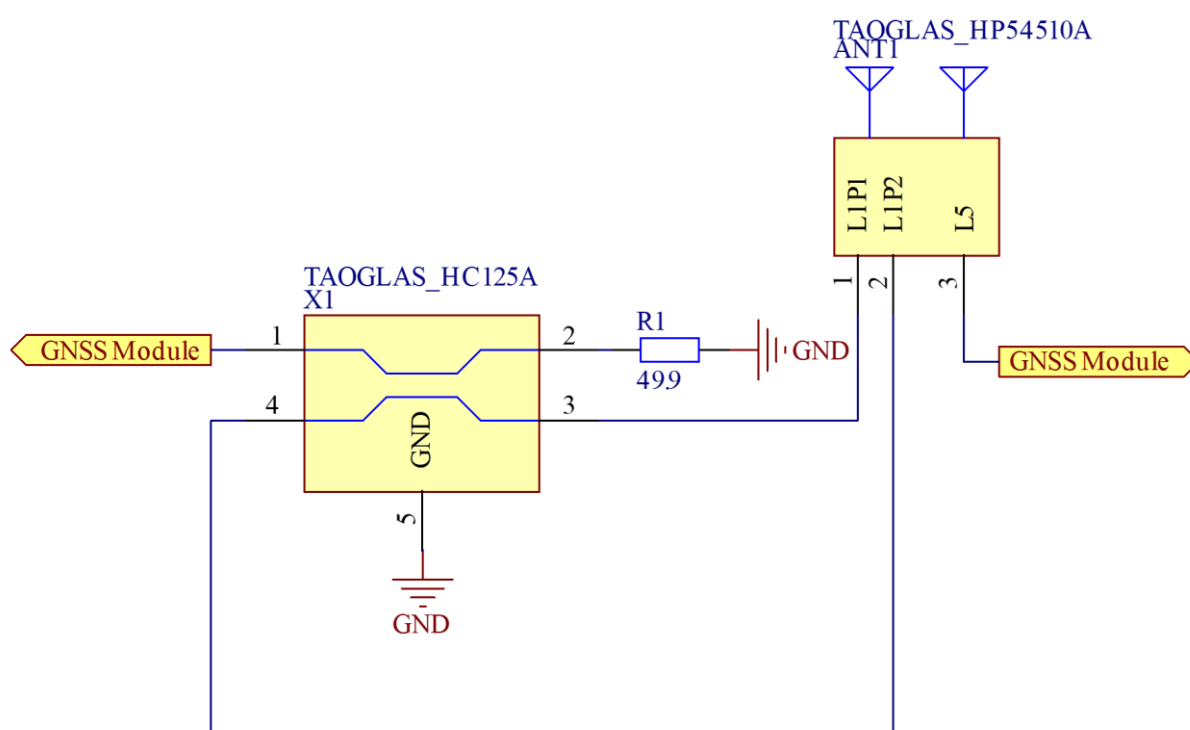 TAOGLAS_HP54510A
ANT1
L1P1
L1P2
L5
1
2
3
TAOGLAS_HC125A
X1
GNSS Module
1
2
R1
499
GND
GNSS Module
4
3
GND
5
GND